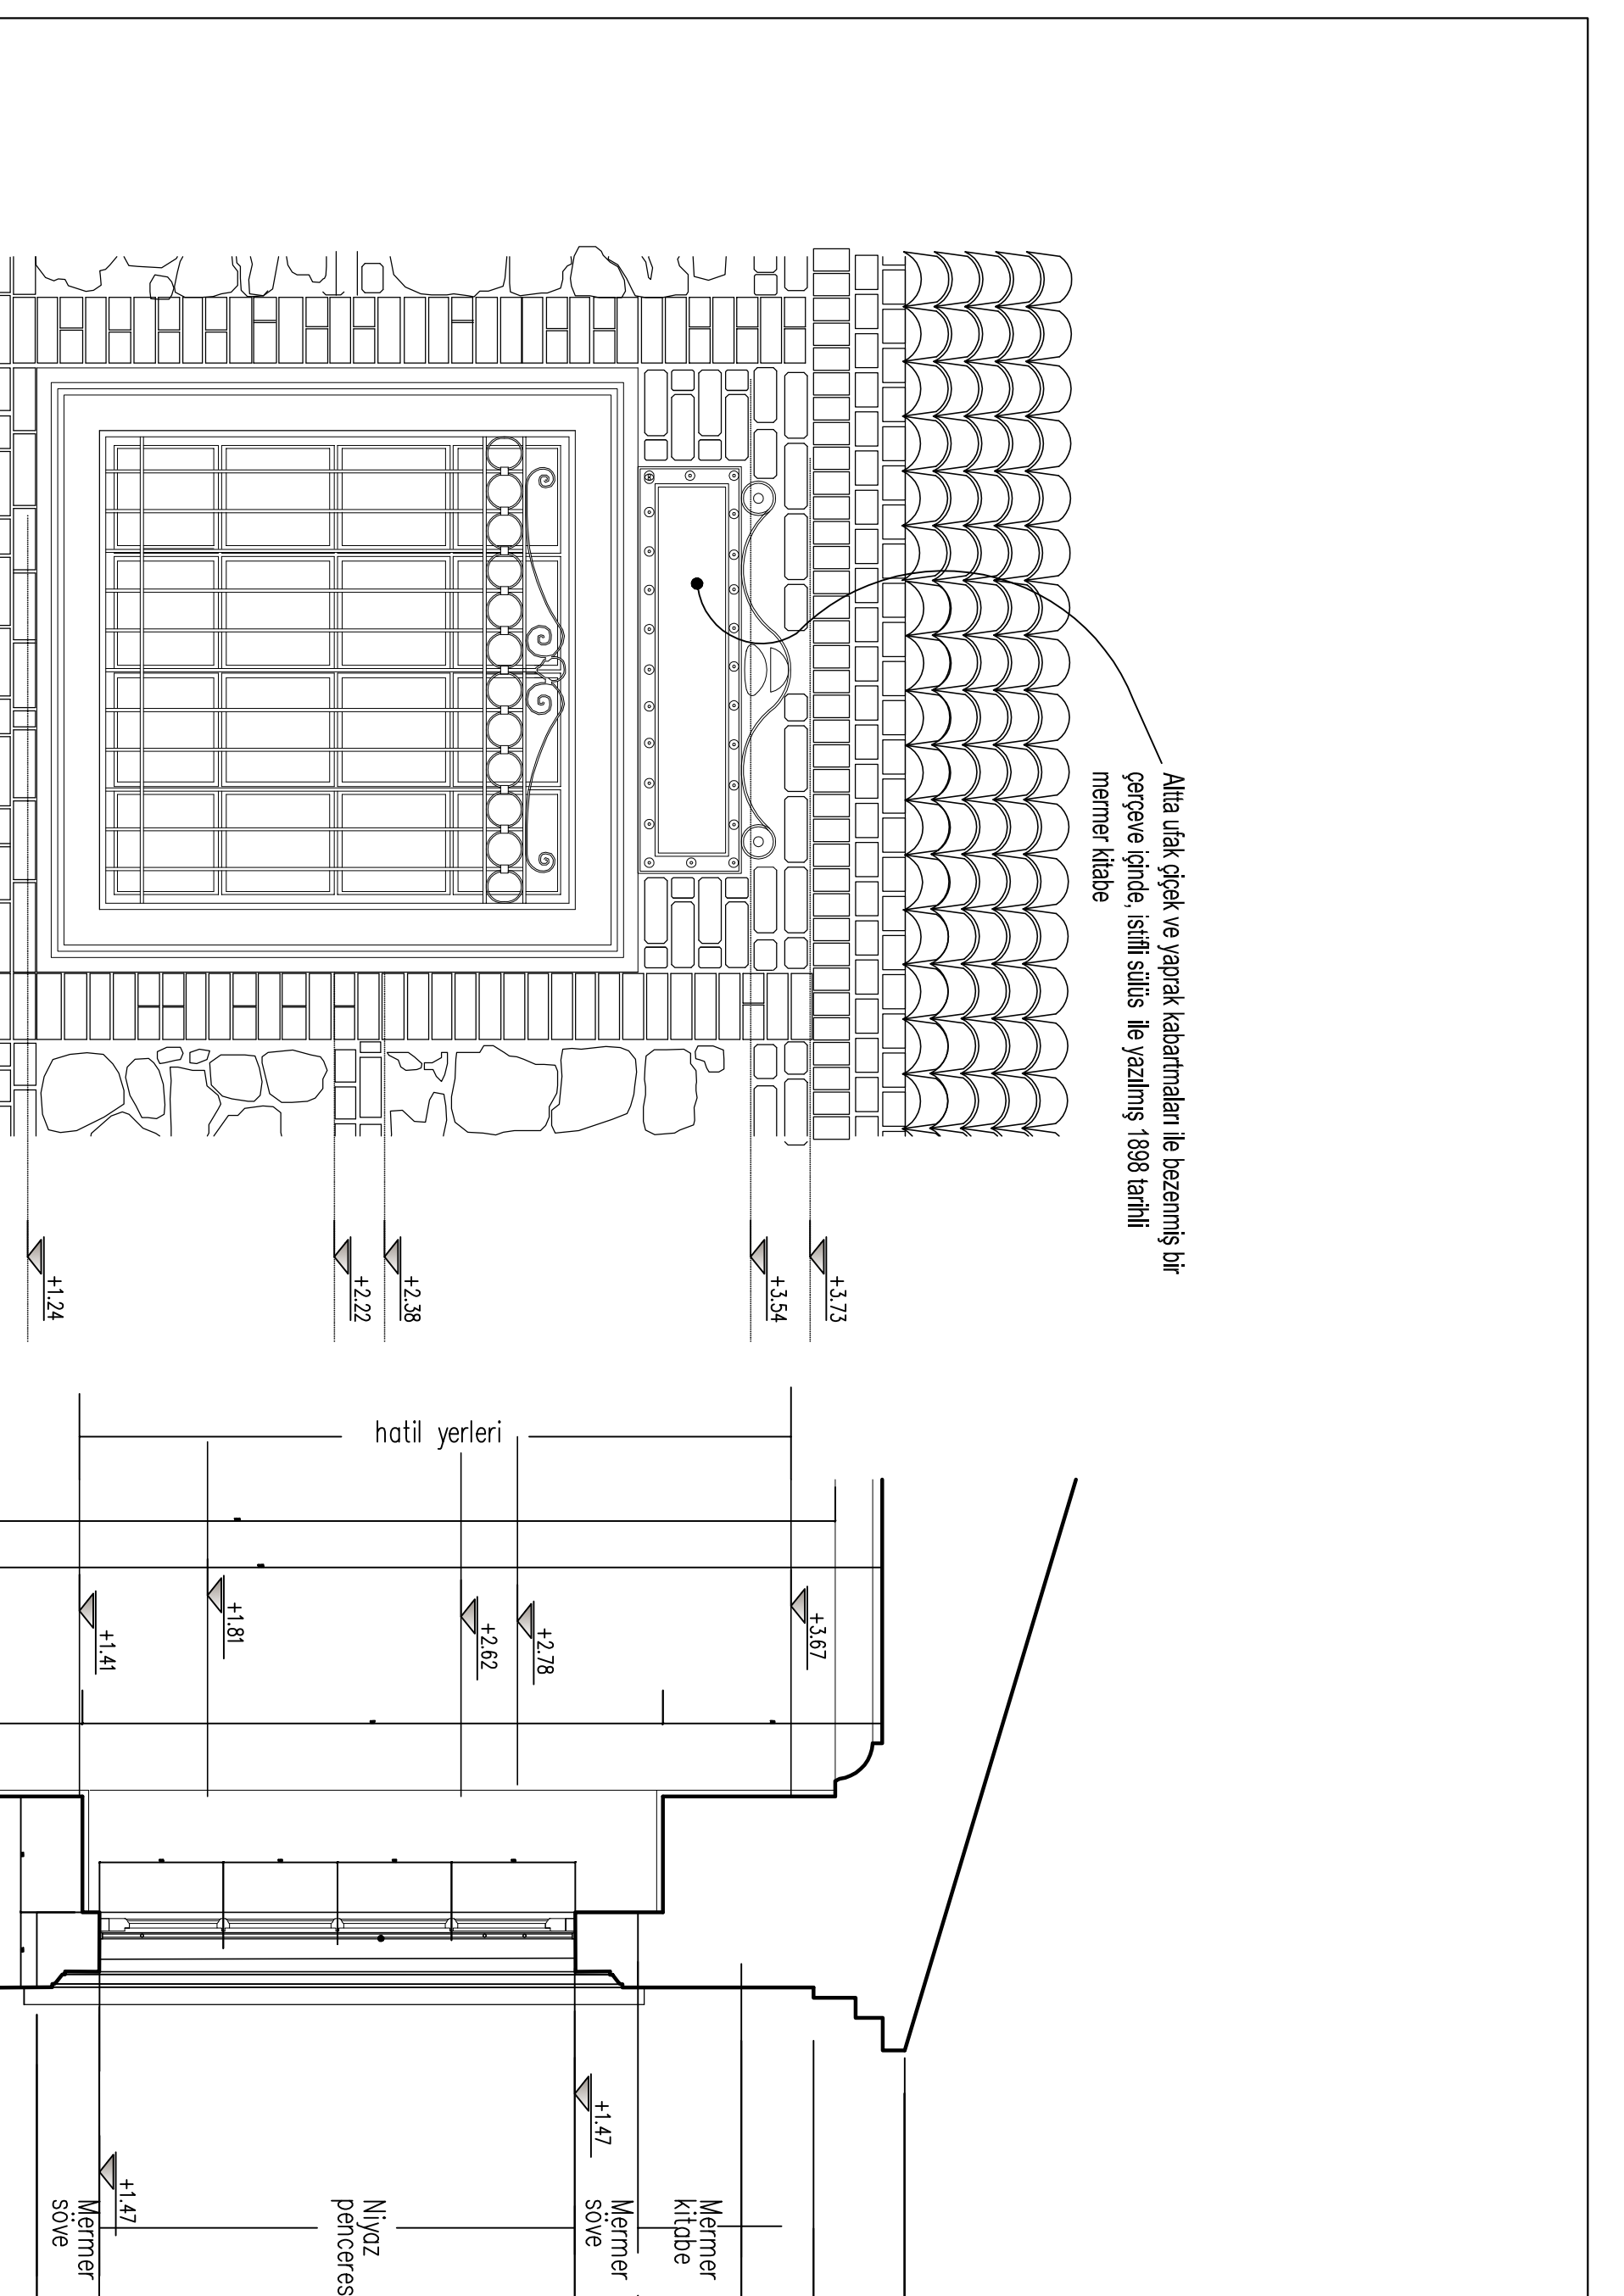 Altta ufak çiçek ve yaprak kabartmaları ile bezenmiş bir
çerçeve içinde, istifli sülüs ile yazılmış 1898 tarihli
mermer kitabe
+3.73
+3.54
+2.38
+2.22
+1.24
hatil yerleri
+3.67
+2.78
+2.62
+1.81
+1.41
+1.47
+1.47
Mermer
kitabe
Mermer
söve
Niyaz
penceres
Mermer
söve